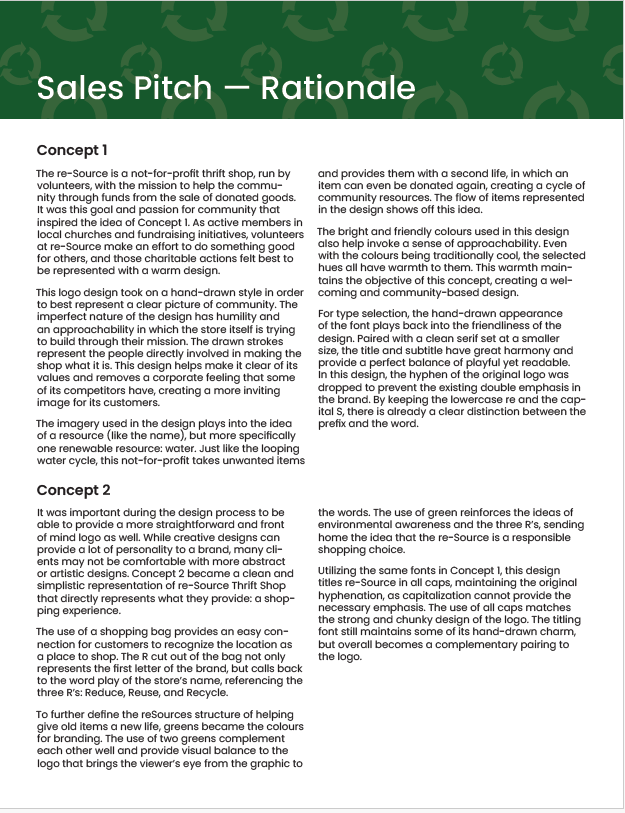 Sales Pitch — Rationale
Concept 1
The re-Source is a not-for-profit thrift shop, run by
volunteers, with the mission to help the commu-
nity through funds from the sale of donated goods.
It was this goal and passion for community that
inspired the idea of Concept 1. As active members in
local churches and fundraising initiatives, volunteers
at re-Source make an effort to do something good
for others, and those charitable actions felt best to
be represented with a warm design.
This logo design took on a hand-drawn style in order
to best represent a clear picture of community. The
imperfect nature of the design has humility and
an approachability in which the store itself is trying
to build through their mission. The drawn strokes
represent the people directly involved in making the
shop what it is. This design helps make it clear of its
values and removes a corporate feeling that some
of its competitors have, creating a more inviting
image for its customers.
The imagery used in the design plays into the idea
of a resource (like the name), but more specifically
one renewable resource: water. Just like the looping
water cycle, this not-for-profit takes unwanted items
and provides them with a second life, in which an
item can even be donated again, creating a cycle of
community resources. The flow of items represented
in the design shows off this idea.
The bright and friendly colours used in this design
also help invoke a sense of approachability. Even
with the colours being traditionally cool, the selected
hues all have warmth to them. This warmth main-
tains the objective of this concept, creating a wel-
coming and community-based design.
For type selection, the hand-drawn appearance
of the font plays back into the friendliness of the
design. Paired with a clean serif set at a smaller
size, the title and subtitle have great harmony and
provide a perfect balance of playful yet readable.
In this design, the hyphen of the original logo was
dropped to prevent the existing double emphasis in
the brand. By keeping the lowercase re and the cap-
ital S, there is already a clear distinction between the
prefix and the word.
Concept 2
It was important during the design process to be
able to provide a more straightforward and front
of mind logo as well. While creative designs can
provide a lot of personality to a brand, many cli-
ents may not be comfortable with more abstract
or artistic designs. Concept 2 became a clean and
simplistic representation of re-Source Thrift Shop
that directly represents what they provide: a shop-
ping experience.
The use of a shopping bag provides an easy con-
nection for customers to recognize the location as
a place to shop. The R cut out of the bag not only
represents the first letter of the brand, but calls back
to the word play of the store's name, referencing the
three R's: Reduce, Reuse, and Recycle.
To further define the reSources structure of helping
give old items a new life, greens became the colours
for branding. The use of two greens complement
each other well and provide visual balance to the
logo that brings the viewer's eye from the graphic to
the words. The use of green reinforces the ideas of
environmental awareness and the three R's, sending
home the idea that the re-Source is a responsible
shopping choice.
Utilizing the same fonts in Concept 1, this design
titles re-Source in all caps, maintaining the original
hyphenation, as capitalization cannot provide the
necessary emphasis. The use of all caps matches
the strong and chunky design of the logo. The titling
font still maintains some of its hand-drawn charm,
but overall becomes a complementary pairing to
the logo.